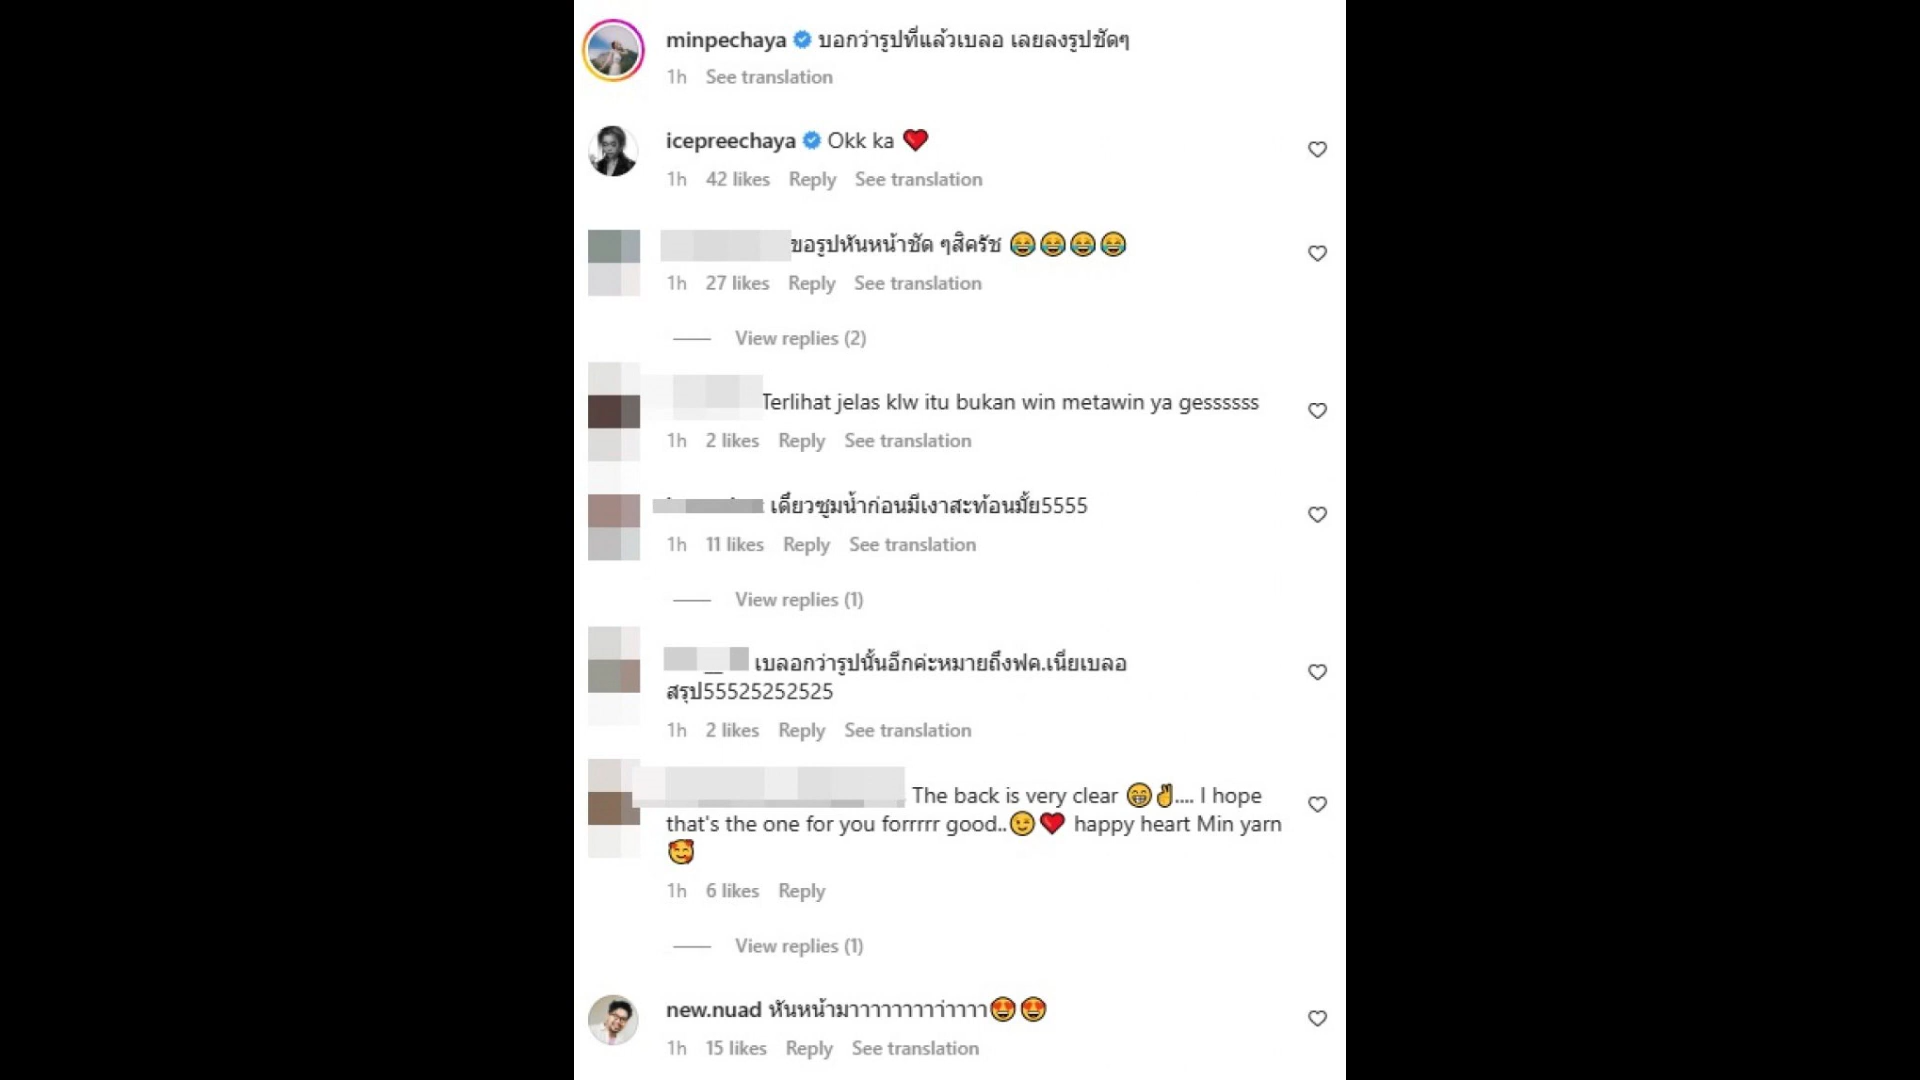 minpechaya บอกว่ารูปที่แล้วเบลอ เลยลงรูปชัดๆ
1h See translation
icepreechaya Okk ka ❤️
1h 42 likes Reply See translation
ขอรูปหันหน้าชัด ๆสิครัช 😂😂😂😂
1h 27 likes Reply See translation
View replies (2)
Terlihat jelas klw itu bukan win metawin ya gessssss
1h 2 likes Reply See translation
เดี๋ยวซูมน้ำก่อนมีเงาสะท้อนมั้ย5555
1h 11 likes Reply See translation
View replies (1)
เบลอกว่ารูปนั้นอีกค่ะหมายถึงฟค.เนี่ยเบลอ
สรุป55525252525
1h 2 likes Reply See translation
The back is very clear 😁✌️.... I hope
that's the one for you forrrrr good..😉❤️ happy heart Min yarn
🥰
1h 6 likes Reply
View replies (1)
new.nuad หันหน้ามาาาาาาาาาว่าาาา😍😍
1h 15 likes Reply See translation